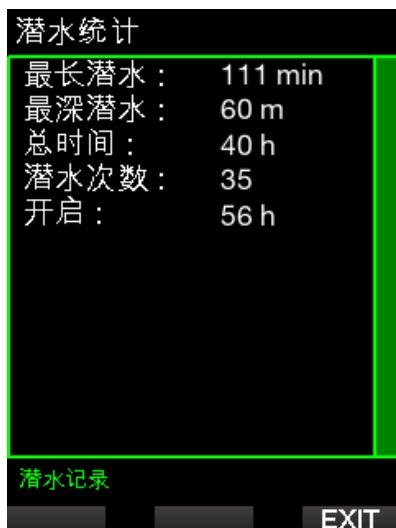 潜水统计
最长潜水： 111 min
最深潜水： 60 m
总时间： 40 h
潜水次数： 35
开启： 56 h
潜水记录
EXIT